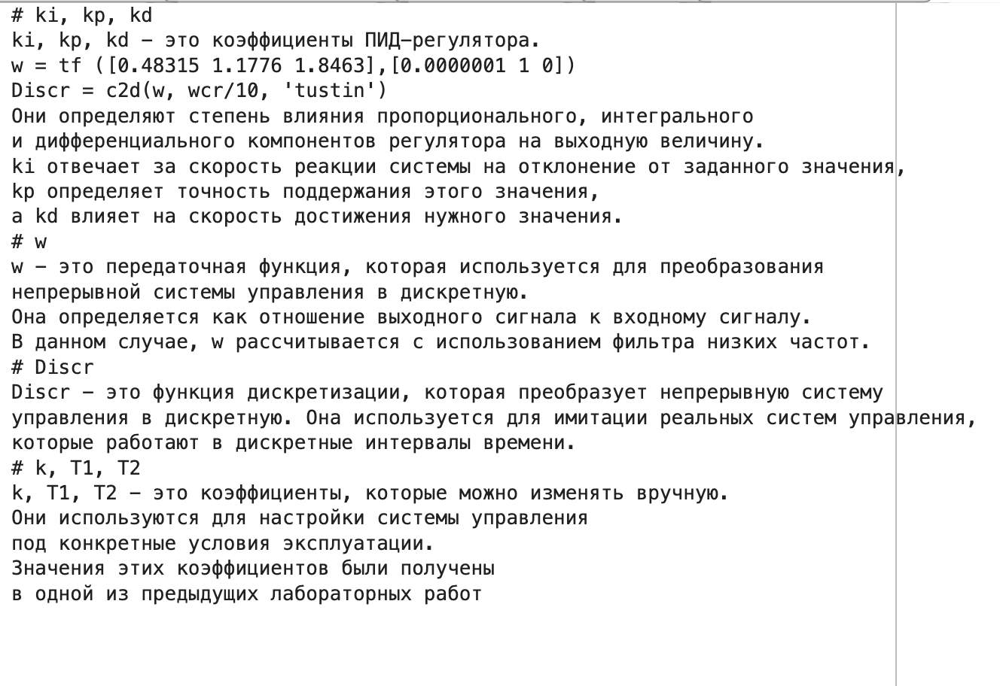 # ki, kp, kd
ki, kp, kd – это коэффициенты ПИД–регулятора.
w = tf ([0.48315 1.1776 1.8463],[0.0000001 1 0])
Discr = c2d(w, wcr/10, 'tustin')
Они определяют степень влияния пропорционального, интегрального
и дифференциального компонентов регулятора на выходную величину.
ki отвечает за скорость реакции системы на отклонение от заданного значения,
kp определяет точность поддержания этого значения,
а kd влияет на скорость достижения нужного значения.
# w
w – это передаточная функция, которая используется для преобразования
непрерывной системы управления в дискретную.
Она определяется как отношение выходного сигнала к входному сигналу.
В данном случае, w рассчитывается с использованием фильтра низких частот.
# Discr
Discr – это функция дискретизации, которая преобразует непрерывную систему
управления в дискретную. Она используется для имитации реальных систем управления,
которые работают в дискретные интервалы времени.
# k, T1, T2
k, T1, T2 – это коэффициенты, которые можно изменять вручную.
Они используются для настройки системы управления
под конкретные условия эксплуатации.
Значения этих коэффициентов были получены
в одной из предыдущих лабораторных работ